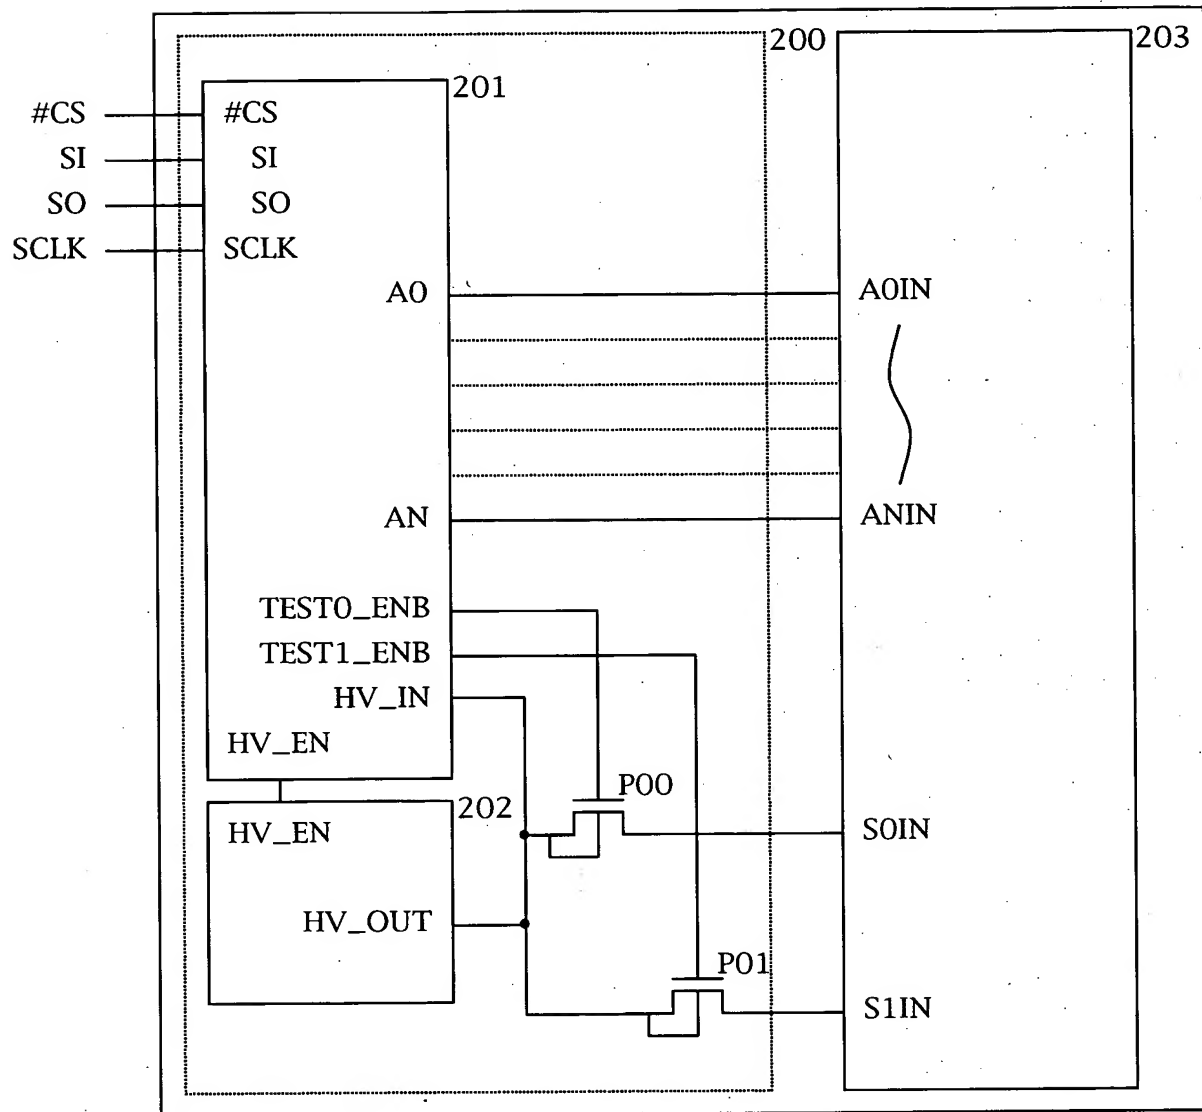 200
203
201
#CS
#CS
SI
SI
SO
SO
SCLK
SCLK
A0
A0IN
AN
ANIN
TEST0_ENB
TEST1_ENB
HV_IN
HV_EN
P00
202
HV_EN
S0IN
HV_OUT
P01
S1IN